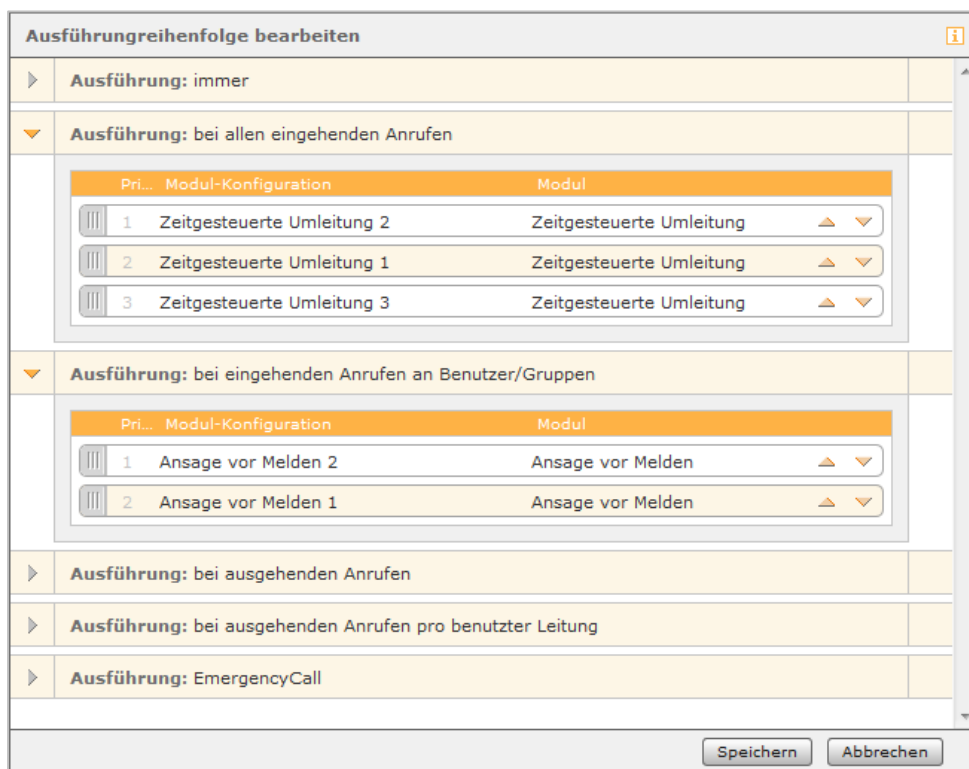 Ausführungreihenfolge bearbeiten
Ausführung: immer
Ausführung: bei allen eingehenden Anrufen
Pri... Modul-Konfiguration Modul
1 Zeitgesteuerte Umleitung 2 Zeitgesteuerte Umleitung
2 Zeitgesteuerte Umleitung 1 Zeitgesteuerte Umleitung
3 Zeitgesteuerte Umleitung 3 Zeitgesteuerte Umleitung
Ausführung: bei eingehenden Anrufen an Benutzer/Gruppen
Pri... Modul-Konfiguration Modul
1 Ansage vor Melden 2 Ansage vor Melden
2 Ansage vor Melden 1 Ansage vor Melden
Ausführung: bei ausgehenden Anrufen
Ausführung: bei ausgehenden Anrufen pro benutzter Leitung
Ausführung: EmergencyCall
Speichern Abbrechen